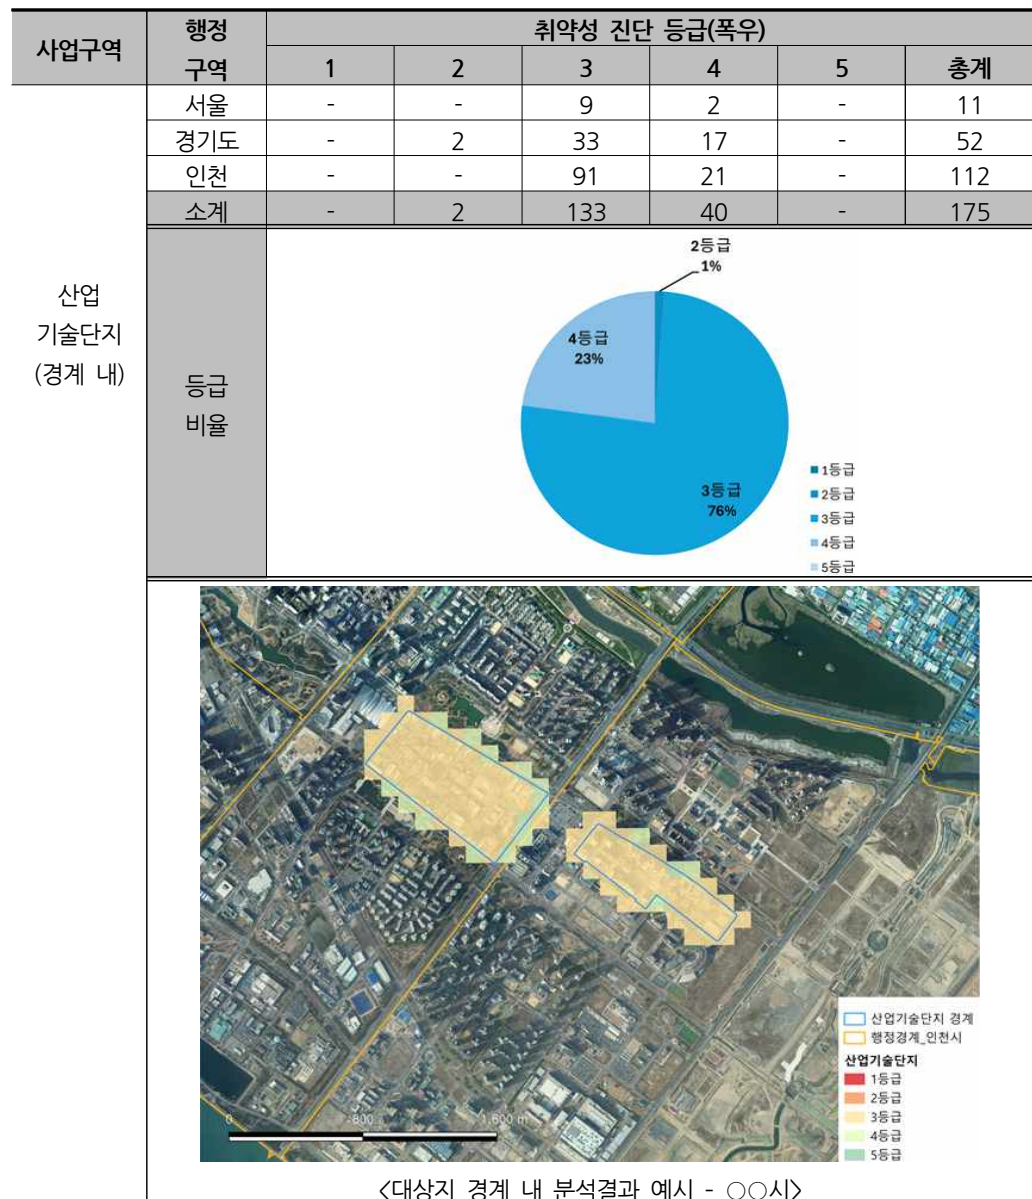 사업구역 행정 구역 취약성 진단 등급(폭우)
1 2 3 4 5 총계
서울 - - 9 2 - 11
경기도 - 2 33 17 - 52
인천 - - 91 21 - 112
소계 - 2 133 40 - 175
산업
기술단지
(경계 내)
등급
비율
2등급
1%
4등급
23%
3등급
76%
1등급
2등급
3등급
4등급
5등급
산업기술단지 경계
행정경계_인천시
산업기술단지
1등급
2등급
3등급
4등급
5등급
0 800 1,600 m
<대상지 경계 내 분석결과 예시 - ○○시>